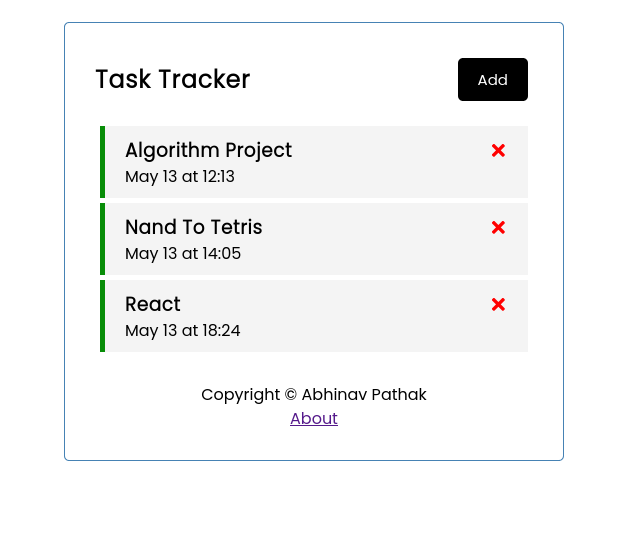 Task Tracker
Add
Algorithm Project
May 13 at 12:13
Nand To Tetris
May 13 at 14:05
React
May 13 at 18:24
Copyright © Abhinav Pathak
About